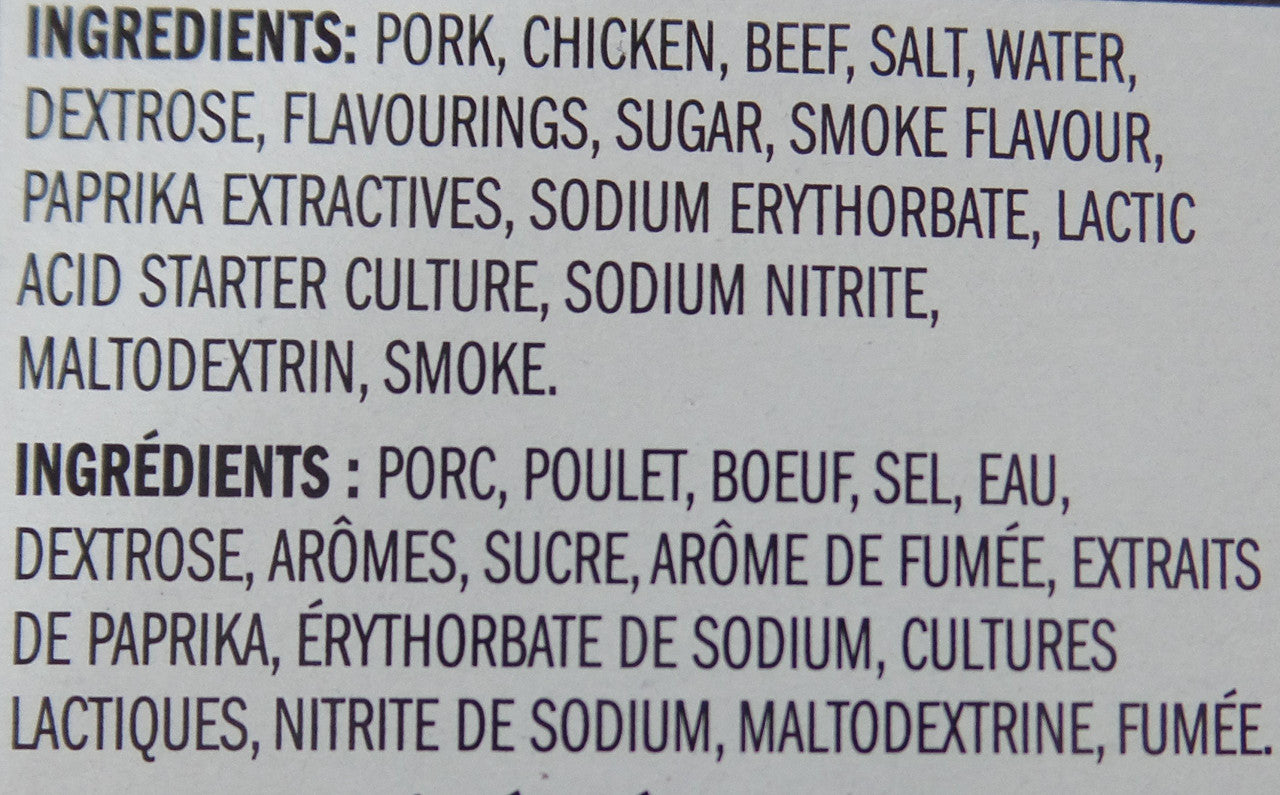 INGREDIENTS: PORK, CHICKEN, BEEF, SALT, WATER,
DEXTROSE, FLAVOURINGS, SUGAR, SMOKE FLAVOUR,
PAPRIKA EXTRACTIVES, SODIUM ERYTHORBATE, LACTIC
ACID STARTER CULTURE, SODIUM NITRITE,
MALTODEXTRIN, SMOKE.
INGRÉDIENTS : PORC, POULET, BOEUF, SEL, EAU,
DEXTROSE, ARÔMES, SUCRE, ARÔME DE FUMÉE, EXTRAITS
DE PAPRIKA, ÉRYTHORBATE DE SODIUM, CULTURES
LACTIQUES, NITRITE DE SODIUM, MALTODEXTRINE, FUMÉE.